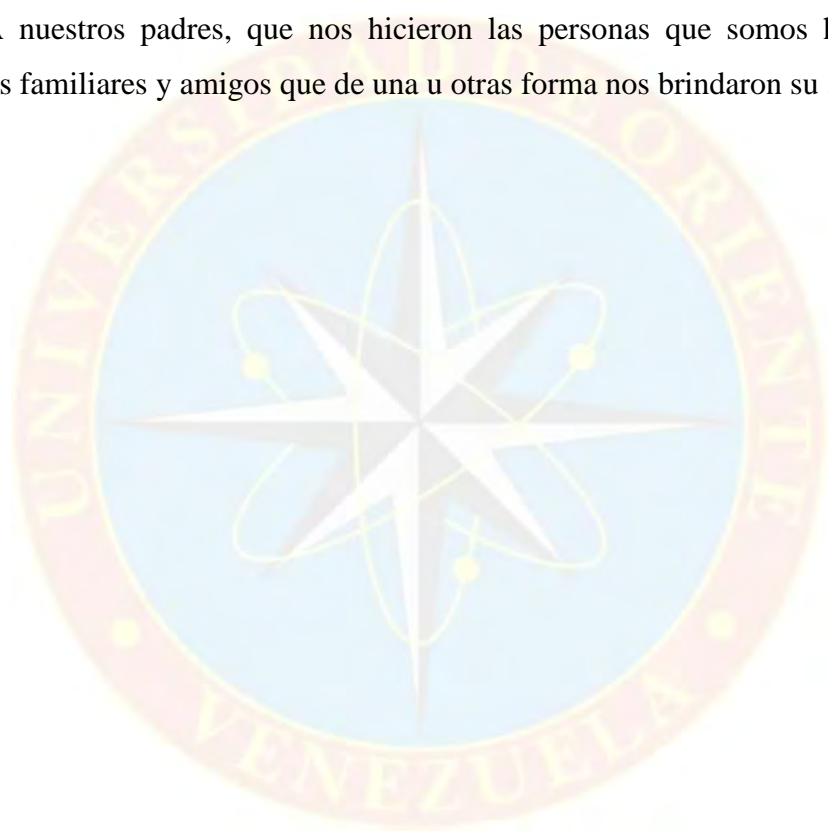 nuestros padres, que nos hicieron las personas que somos
familiares y amigos que de una u otras forma nos brindaron su
UNIVERSIDAD DE ORIENTE
VENEZUELA